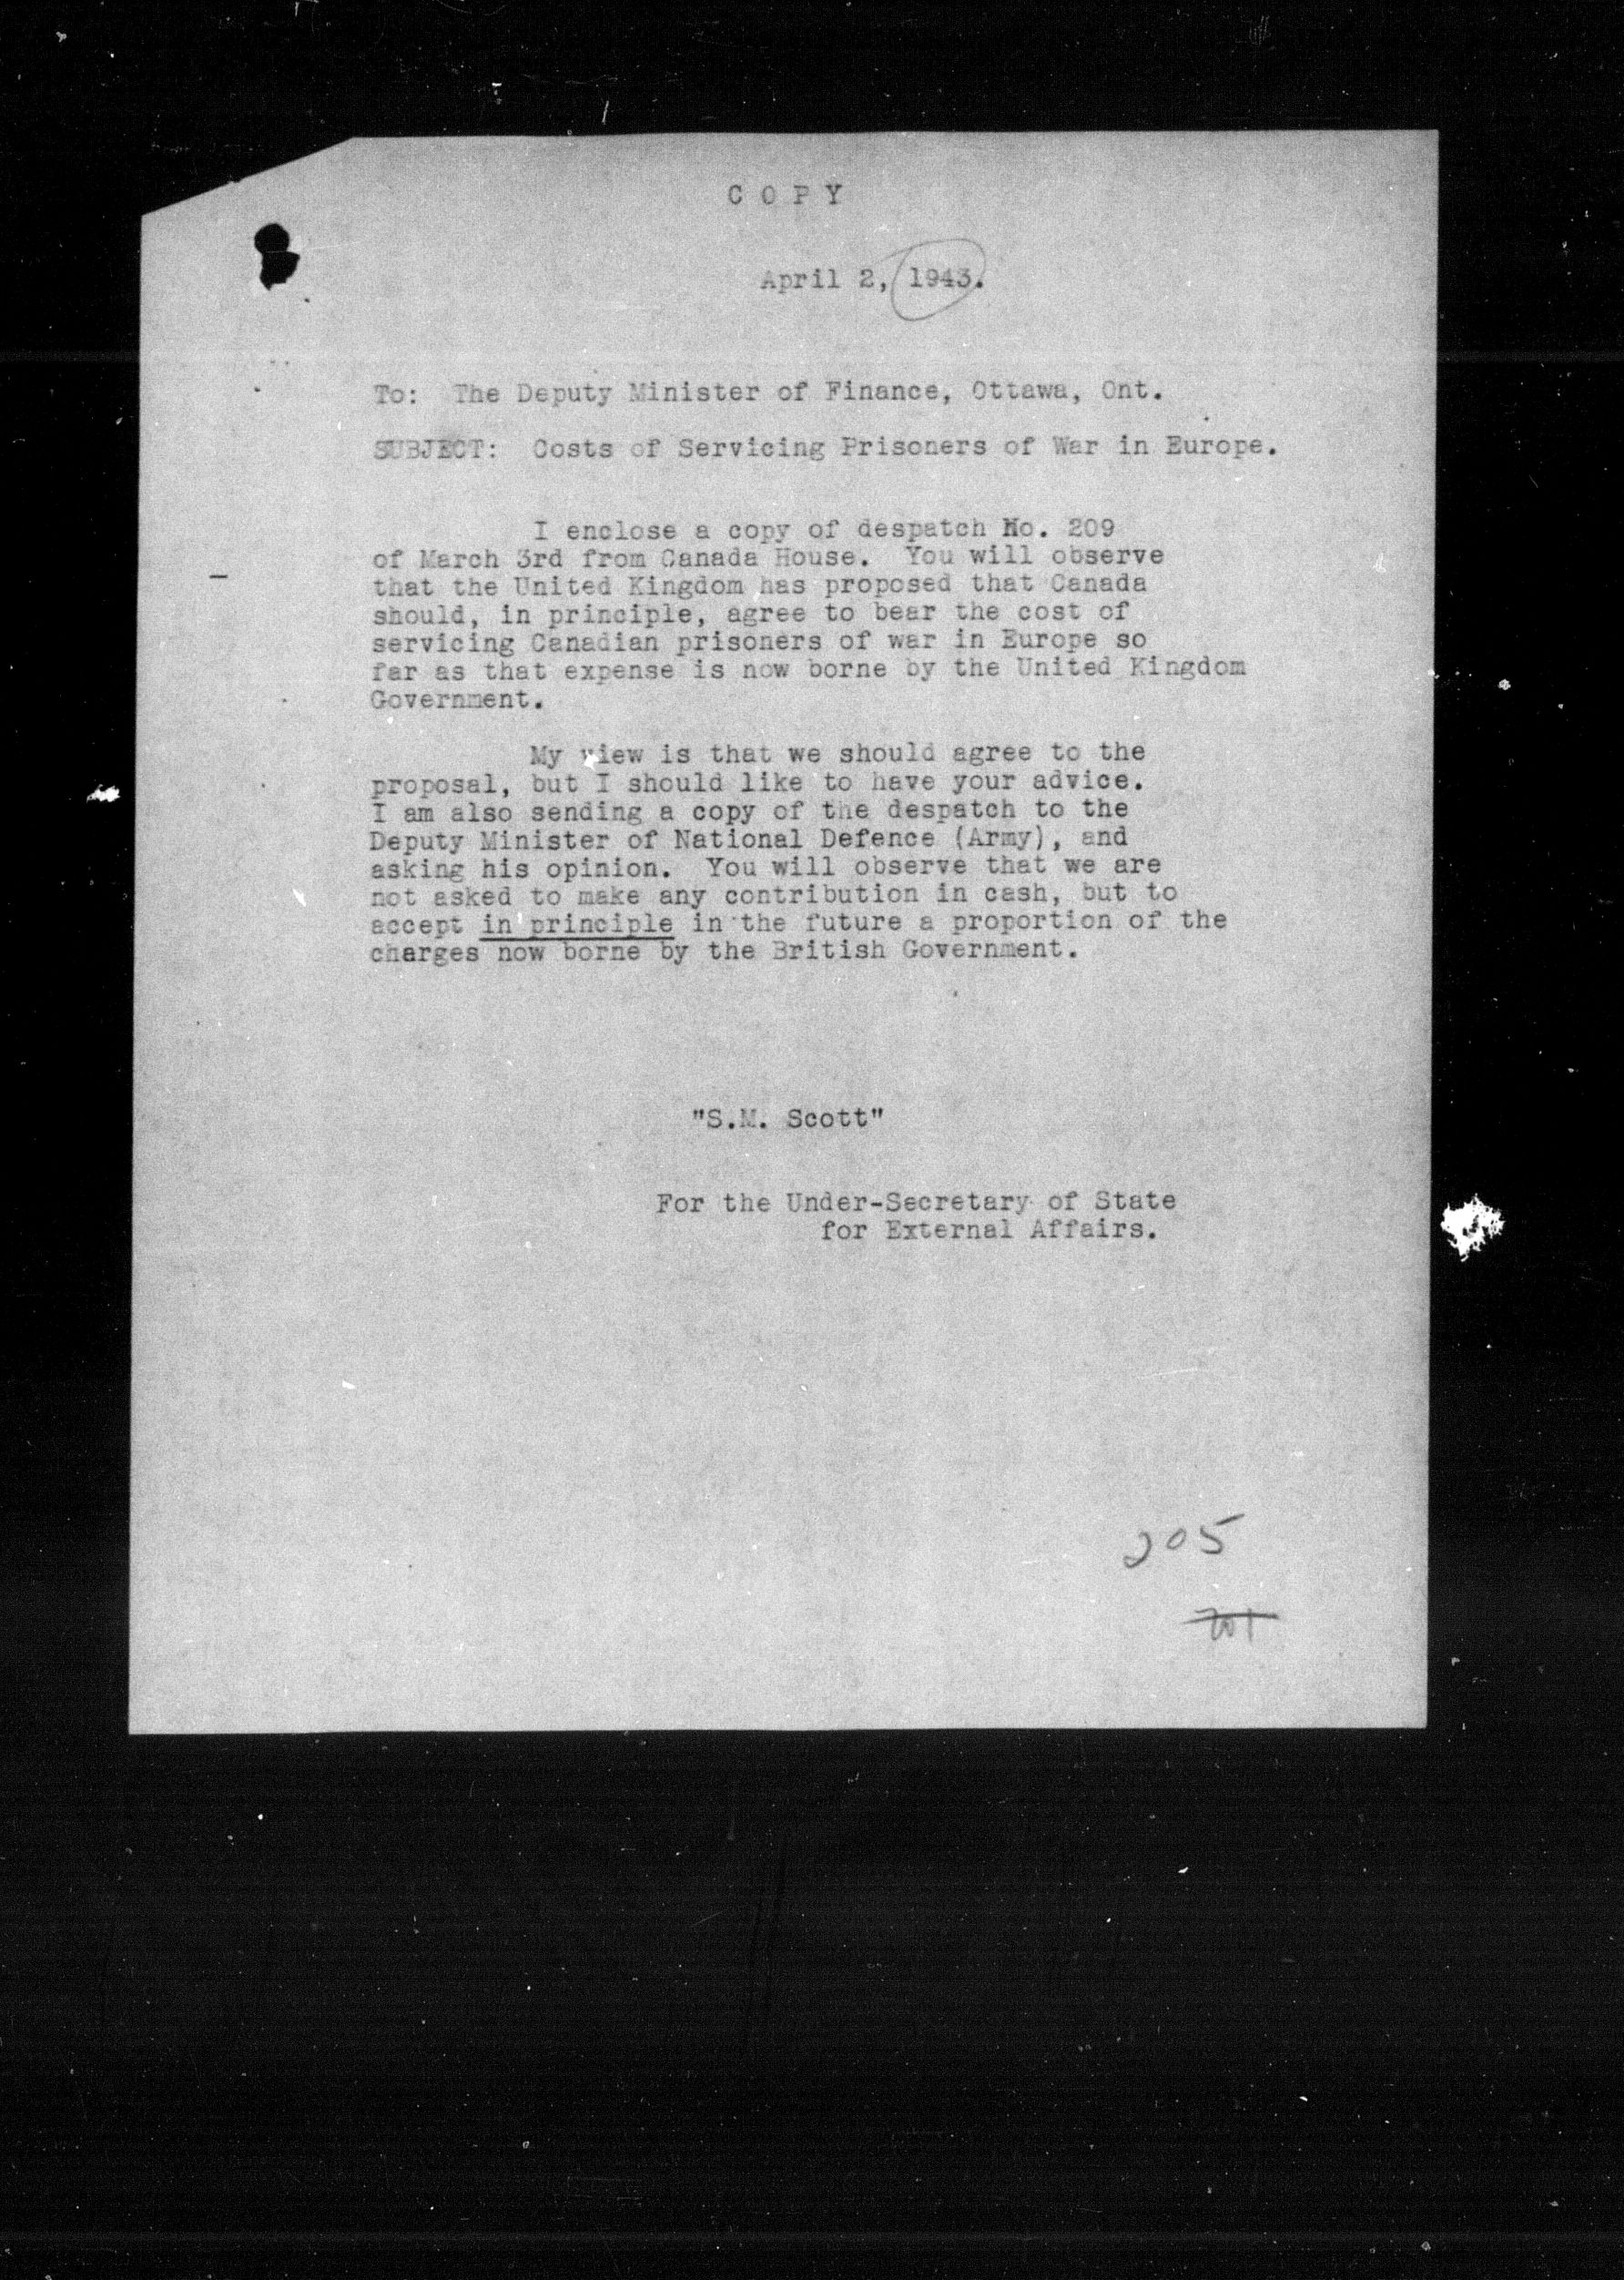 C O P Y
April 2, 1943.
To: The Deputy Minister of Finance, Ottawa, Ont.
SUBJECT: Costs of Servicing Prisoners of War in Europe.
I enclose a copy of despatch No. 209
of March 3rd from Canada House. You will observe
that the United Kingdom has proposed that Canada
should, in principle, agree to bear the cost of
servicing Canadian prisoners of war in Europe so
far as that expense is now borne by the United Kingdom
Government.
My view is that we should agree to the
proposal, but I should like to have your advice.
I am also sending a copy of the despatch to the
Deputy Minister of National Defence (Army), and
asking his opinion. You will observe that we are
not asked to make any contribution in cash, but to
accept in principle in the future a proportion of the
charges now borne by the British Government.
"S.M. Scott"
For the Under-Secretary of State
for External Affairs.
205
201